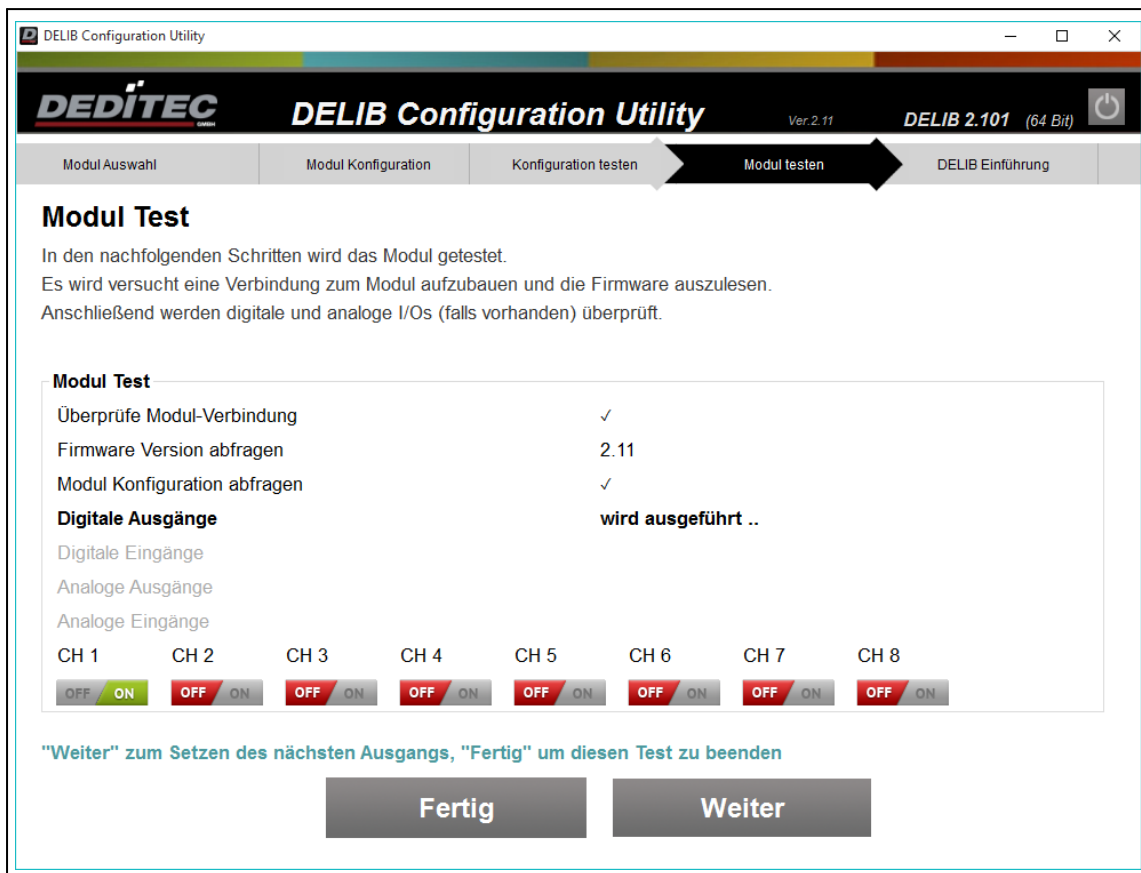 DELIB Configuration Utility
DEDITEC
GMBH
DELIB Configuration Utility Ver.2.11 DELIB 2.101 (64 Bit)
Modul Auswahl Modul Konfiguration Konfiguration testen Modul testen DELIB Einführung
Modul Test
In den nachfolgenden Schritten wird das Modul getestet.
Es wird versucht eine Verbindung zum Modul aufzubauen und die Firmware auszulesen.
Anschließend werden digitale und analoge I/Os (falls vorhanden) überprüft.
Modul Test
Überprüfe Modul-Verbindung ✓
Firmware Version abfragen 2.11
Modul Konfiguration abfragen ✓
Digitale Ausgänge wird ausgeführt ..
Digitale Eingänge
Analoge Ausgänge
Analoge Eingänge
CH 1 CH 2 CH 3 CH 4 CH 5 CH 6 CH 7 CH 8
OFF ON OFF ON OFF ON OFF ON OFF ON OFF ON OFF ON OFF ON
"Weiter" zum Setzen des nächsten Ausgangs, "Fertig" um diesen Test zu beenden
Fertig Weiter